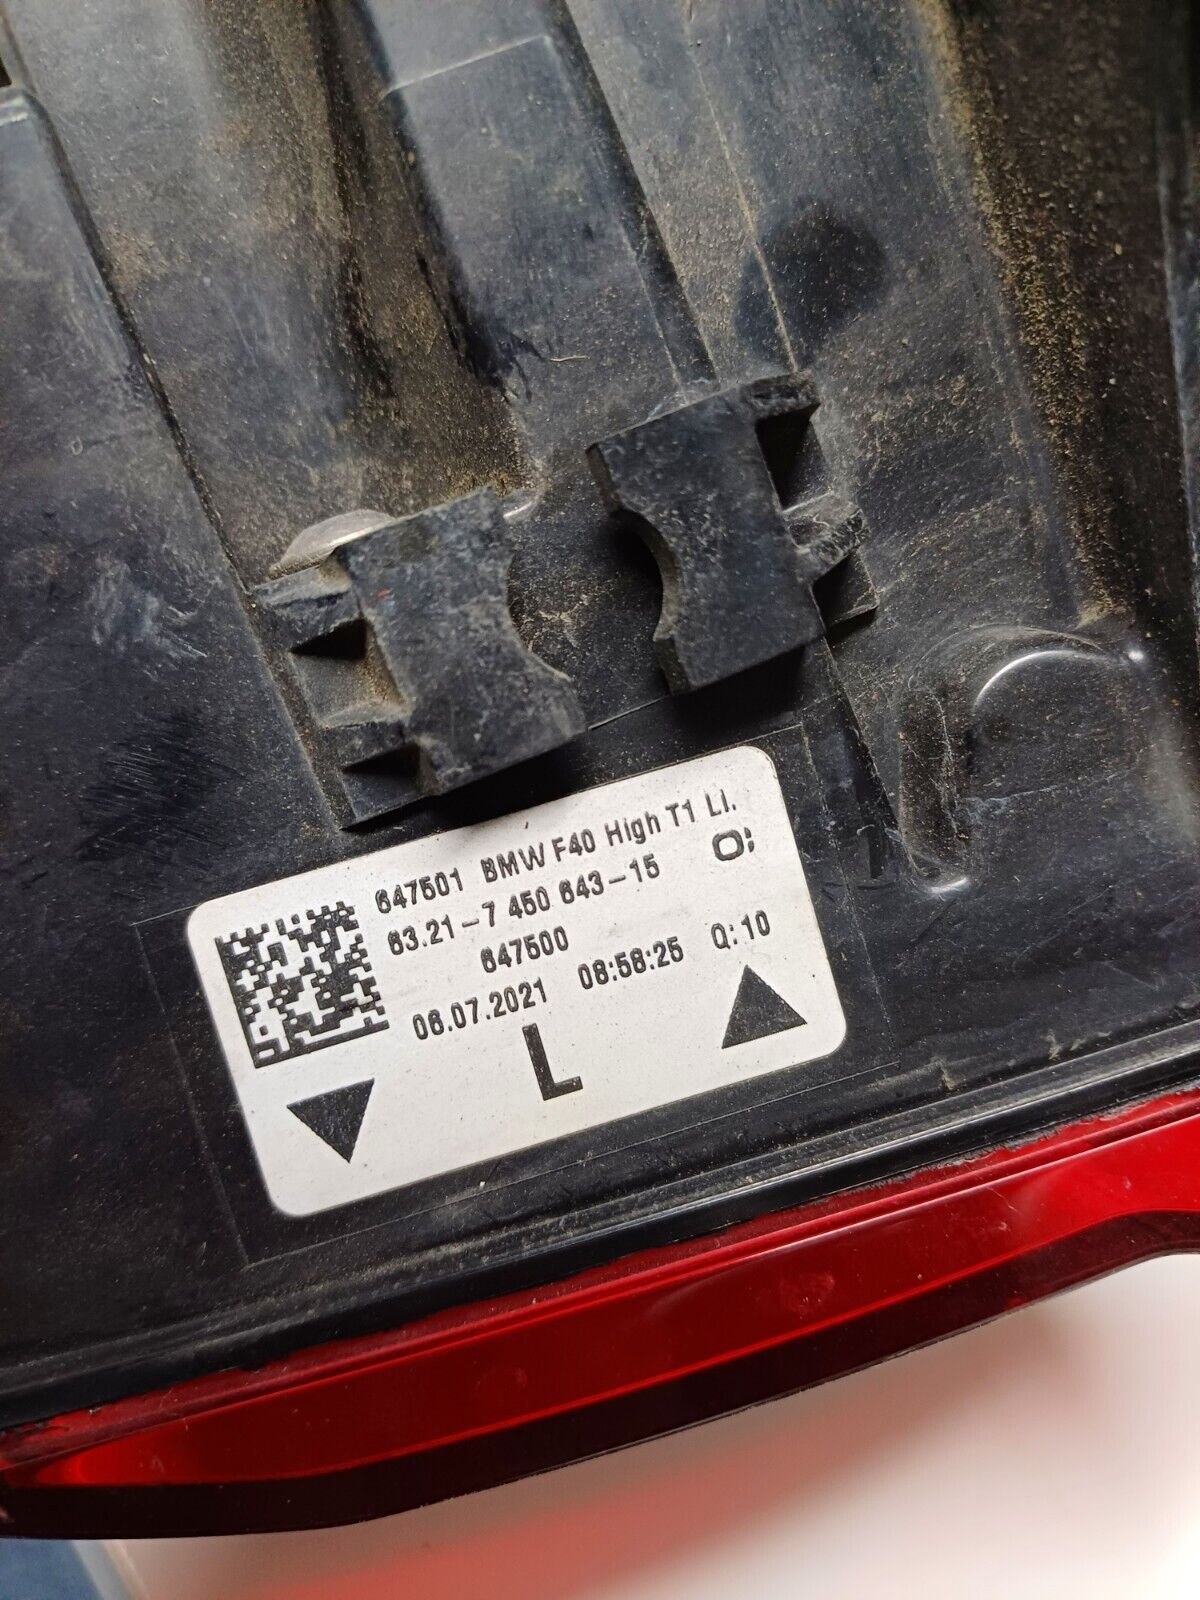 647501 BMW F40 High T1 LI.
63.21-7 450 643-15 O:
647500
06.07.2021 08:58:25 Q:10
L